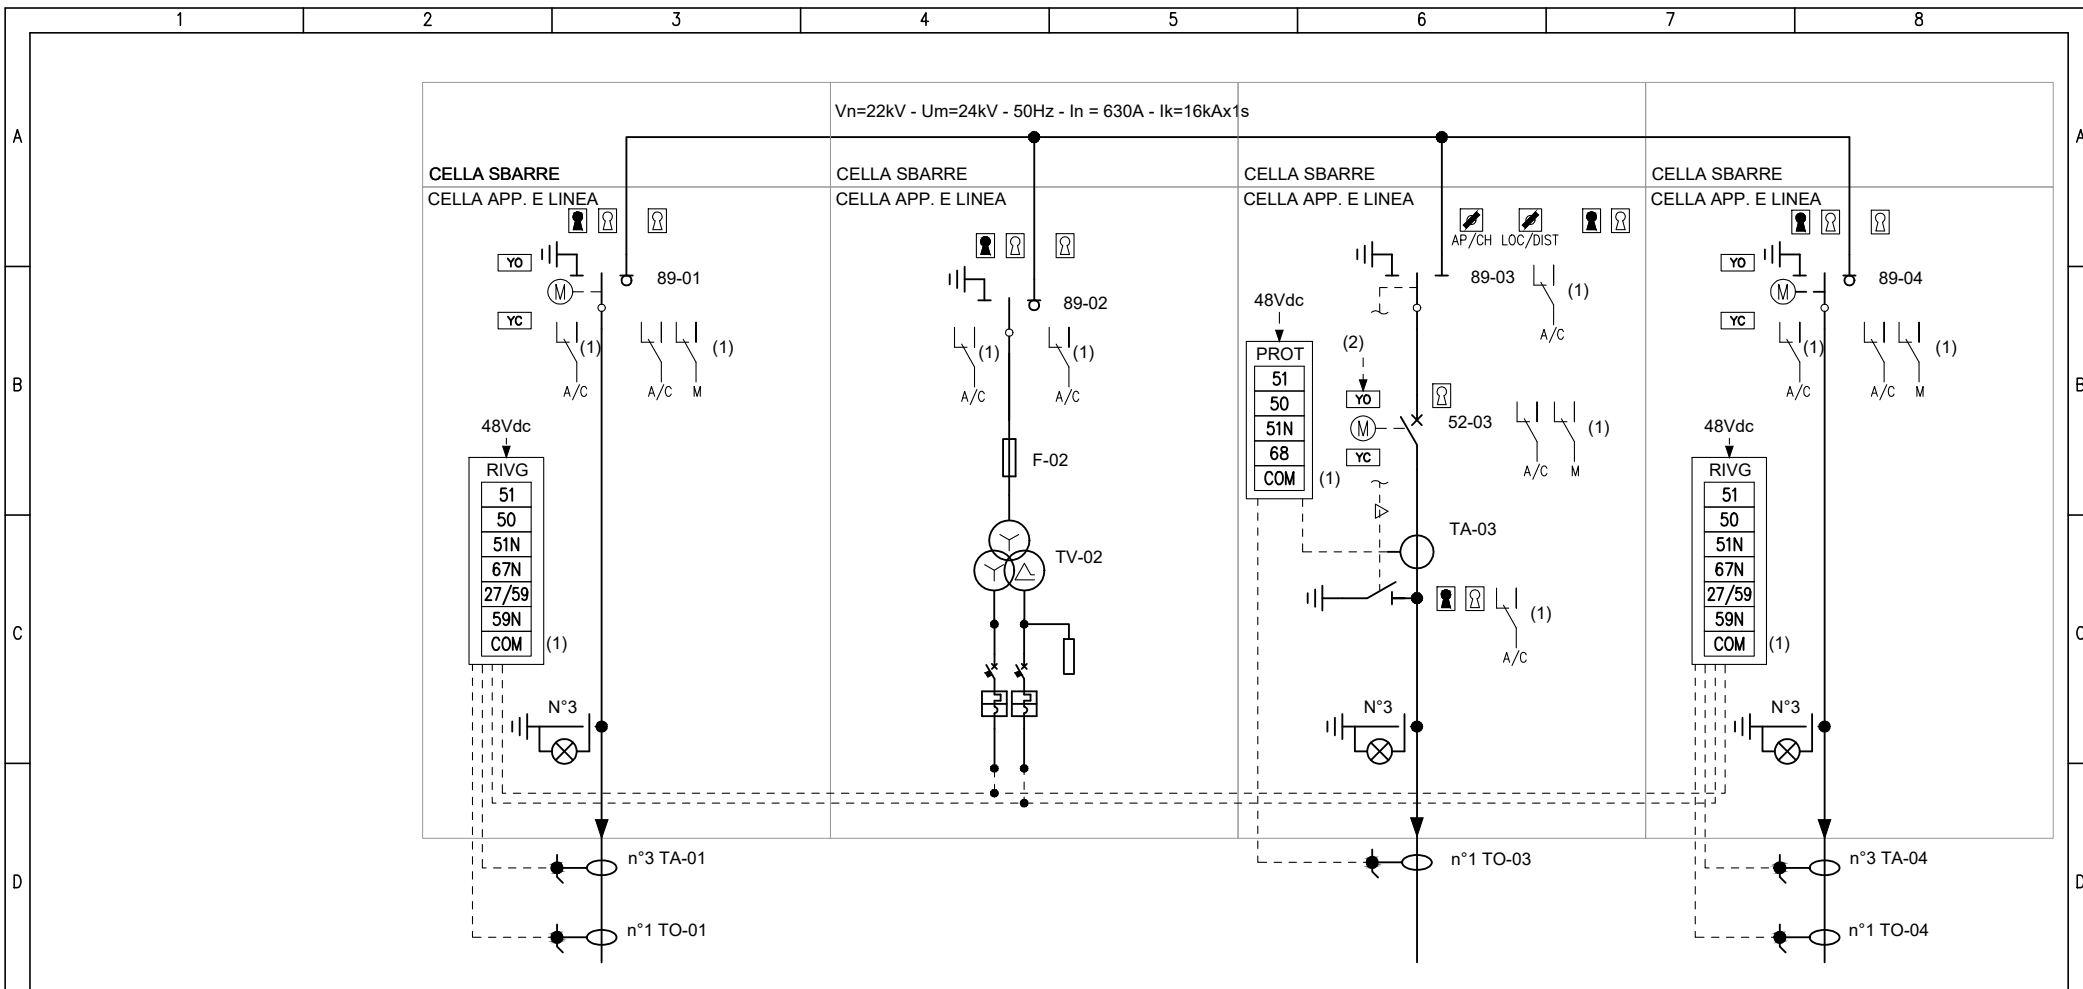 1 2 3 4 5 6 7 8
Vn=22kV - Um=24kV - 50Hz - In = 630A - Ik=16kAx1s
A A
CELLA SBARRE CELLA SBARRE CELLA SBARRE CELLA SBARRE
CELLA APP. E LINEA CELLA APP. E LINEA CELLA APP. E LINEA CELLA APP. E LINEA
AP/CH LOC/DIST
YO 89-01 89-03 YO 89-04
M (1) M
48Vdc 89-02
YC A/C YC
(1) (1) (1) (1) (2) (1) (1)
PROT
A/C A/C M A/C A/C A/C A/C M
B B
51
50 YO
51N M 52-03 (1)
68 YC
COM (1) A/C M
48Vdc F-02 48Vdc
RIVG RIVG
51 51
50 TA-03 50
51N 51N
67N TV-02 67N
27/59 27/59
59N (1) 59N
COM (1) A/C COM (1)
C C
N°3 N°3 N°3
n°3 TA-01 n°1 TO-03 n°3 TA-04
D D
n°1 TO-01 n°1 TO-04